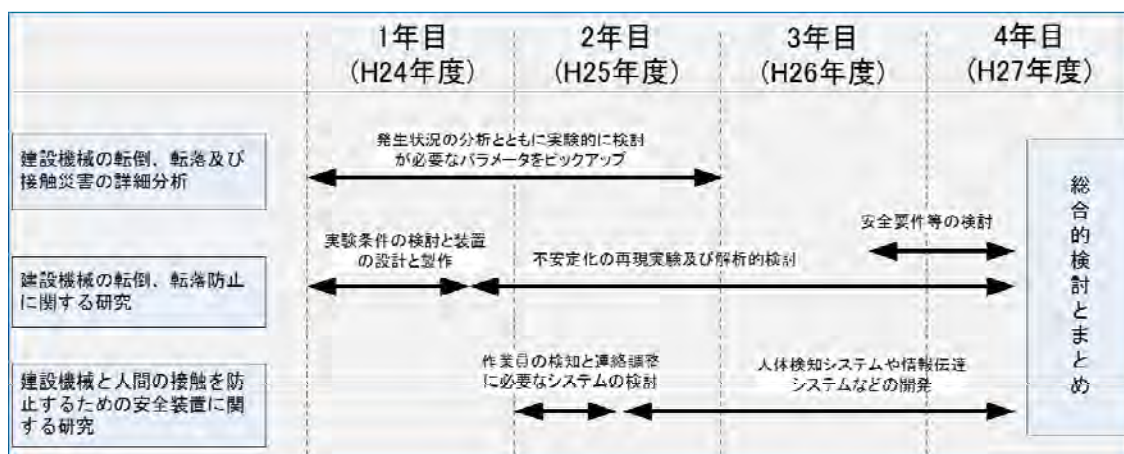 1年目
(H24年度)
2年目
(H25年度)
3年目
(H26年度)
4年目
(H27年度)
建設機械の転倒、転落及び
接触災害の詳細分析
発生状況の分析とともに実験的に検討
が必要なパラメータをピックアップ
建設機械の転倒、転落防止
に関する研究
実験条件の検討と装置
の設計と製作
不安定化の再現実験及び解析的検討
安全要件等の検討
建設機械と人間の接触を防
止するための安全装置に関
する研究
作業員の検知と連絡調整
に必要なシステムの検討
人体検知システムや情報伝達
システムなどの開発
総合的検討とまとめ